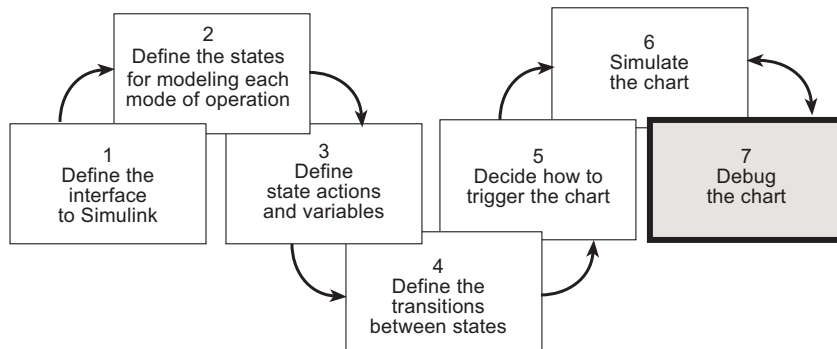 1
Define the
interface
to Simulink
2
Define the states
for modeling each
mode of operation
3
Define
state actions
and variables
4
Define the
transitions
between states
5
Decide how to
trigger the chart
6
Simulate
the chart
7
Debug
the chart